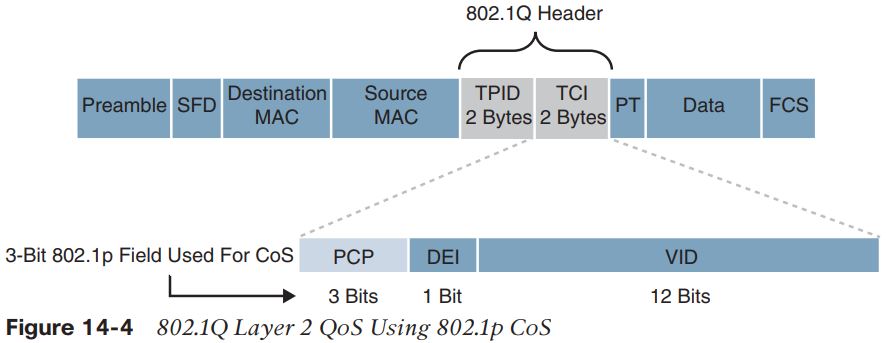 802.1Q Header
Preamble SFD Destination MAC Source MAC TPID 2 Bytes TCI 2 Bytes PT Data FCS
3-Bit 802.1p Field Used For CoS PCP DEI VID
3 Bits 1 Bit 12 Bits
Figure 14-4 802.1Q Layer 2 QoS Using 802.1p CoS